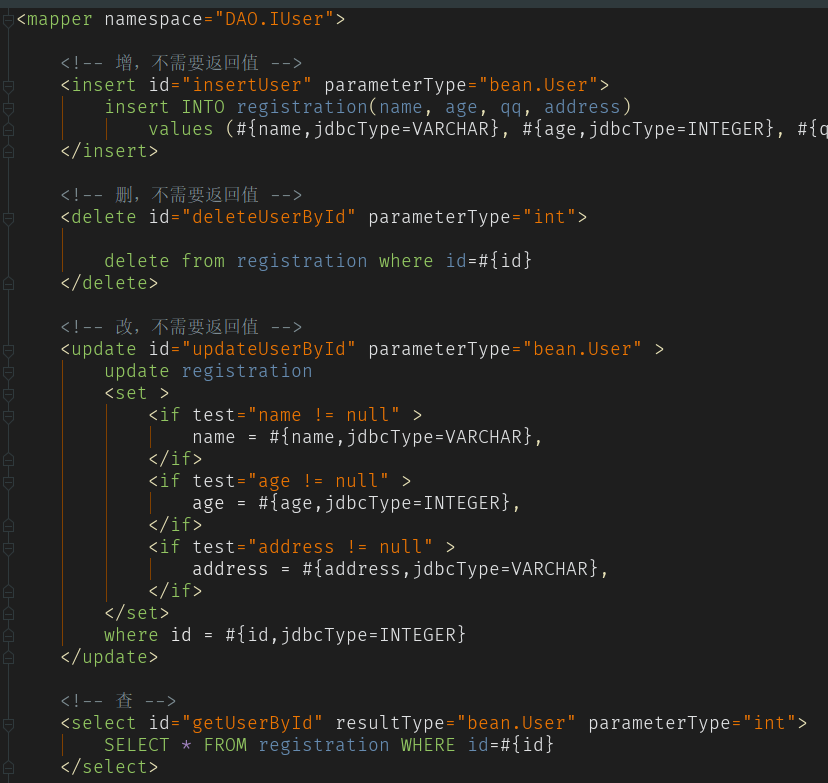 <mapper namespace="DAO.IUser">
<!-- 增，不需要返回值 -->
<insert id="insertUser" parameterType="bean.User">
insert INTO registration(name, age, qq, address)
values (#{name,jdbcType=VARCHAR}, #{age,jdbcType=INTEGER}, #{q
</insert>
<!-- 删，不需要返回值 -->
<delete id="deleteUserById" parameterType="int">
delete from registration where id=#{id}
</delete>
<!-- 改，不需要返回值 -->
<update id="updateUserById" parameterType="bean.User" >
update registration
<set >
<if test="name != null" >
name = #{name,jdbcType=VARCHAR},
</if>
<if test="age != null" >
age = #{age,jdbcType=INTEGER},
</if>
<if test="address != null" >
address = #{address,jdbcType=VARCHAR},
</if>
</set>
where id = #{id,jdbcType=INTEGER}
</update>
<!-- 查 -->
<select id="getUserById" resultType="bean.User" parameterType="int">
SELECT * FROM registration WHERE id=#{id}
</select>